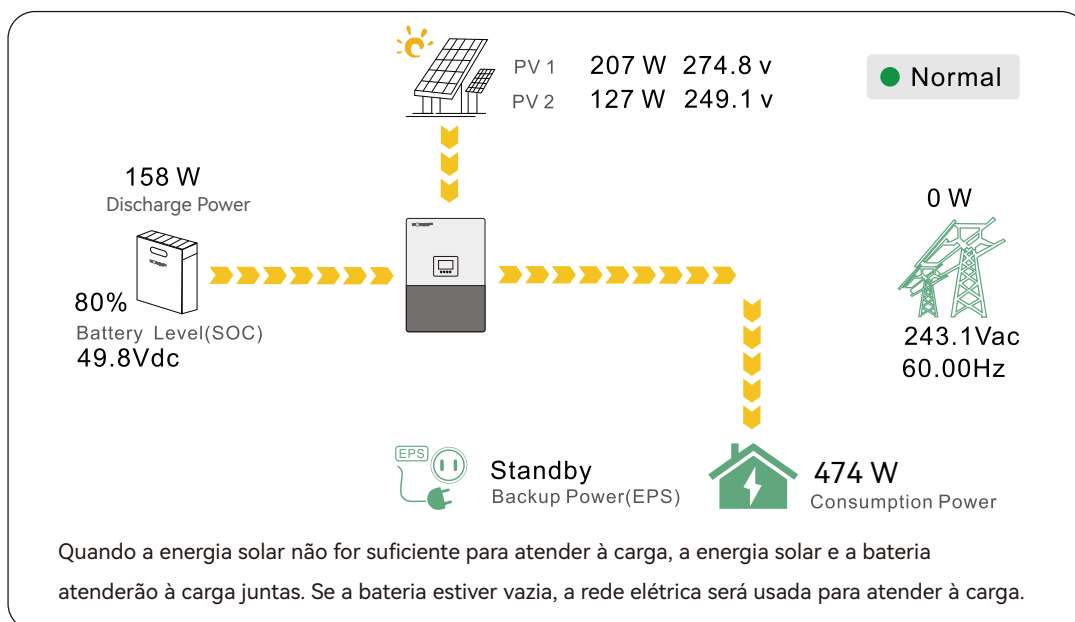 PV 1 207 W 274.8 v
PV 2 127 W 249.1 v
Normal
158 W
Discharge Power
0 W
80%
Battery Level(SOC)
49.8Vdc
243.1Vac
60.00Hz
EPS
Standby
Backup Power(EPS)
474 W
Consumption Power
Quando a energia solar não for suficiente para atender à carga, a energia solar e a bateria
atenderão à carga juntas. Se a bateria estiver vazia, a rede elétrica será usada para atender à carga.